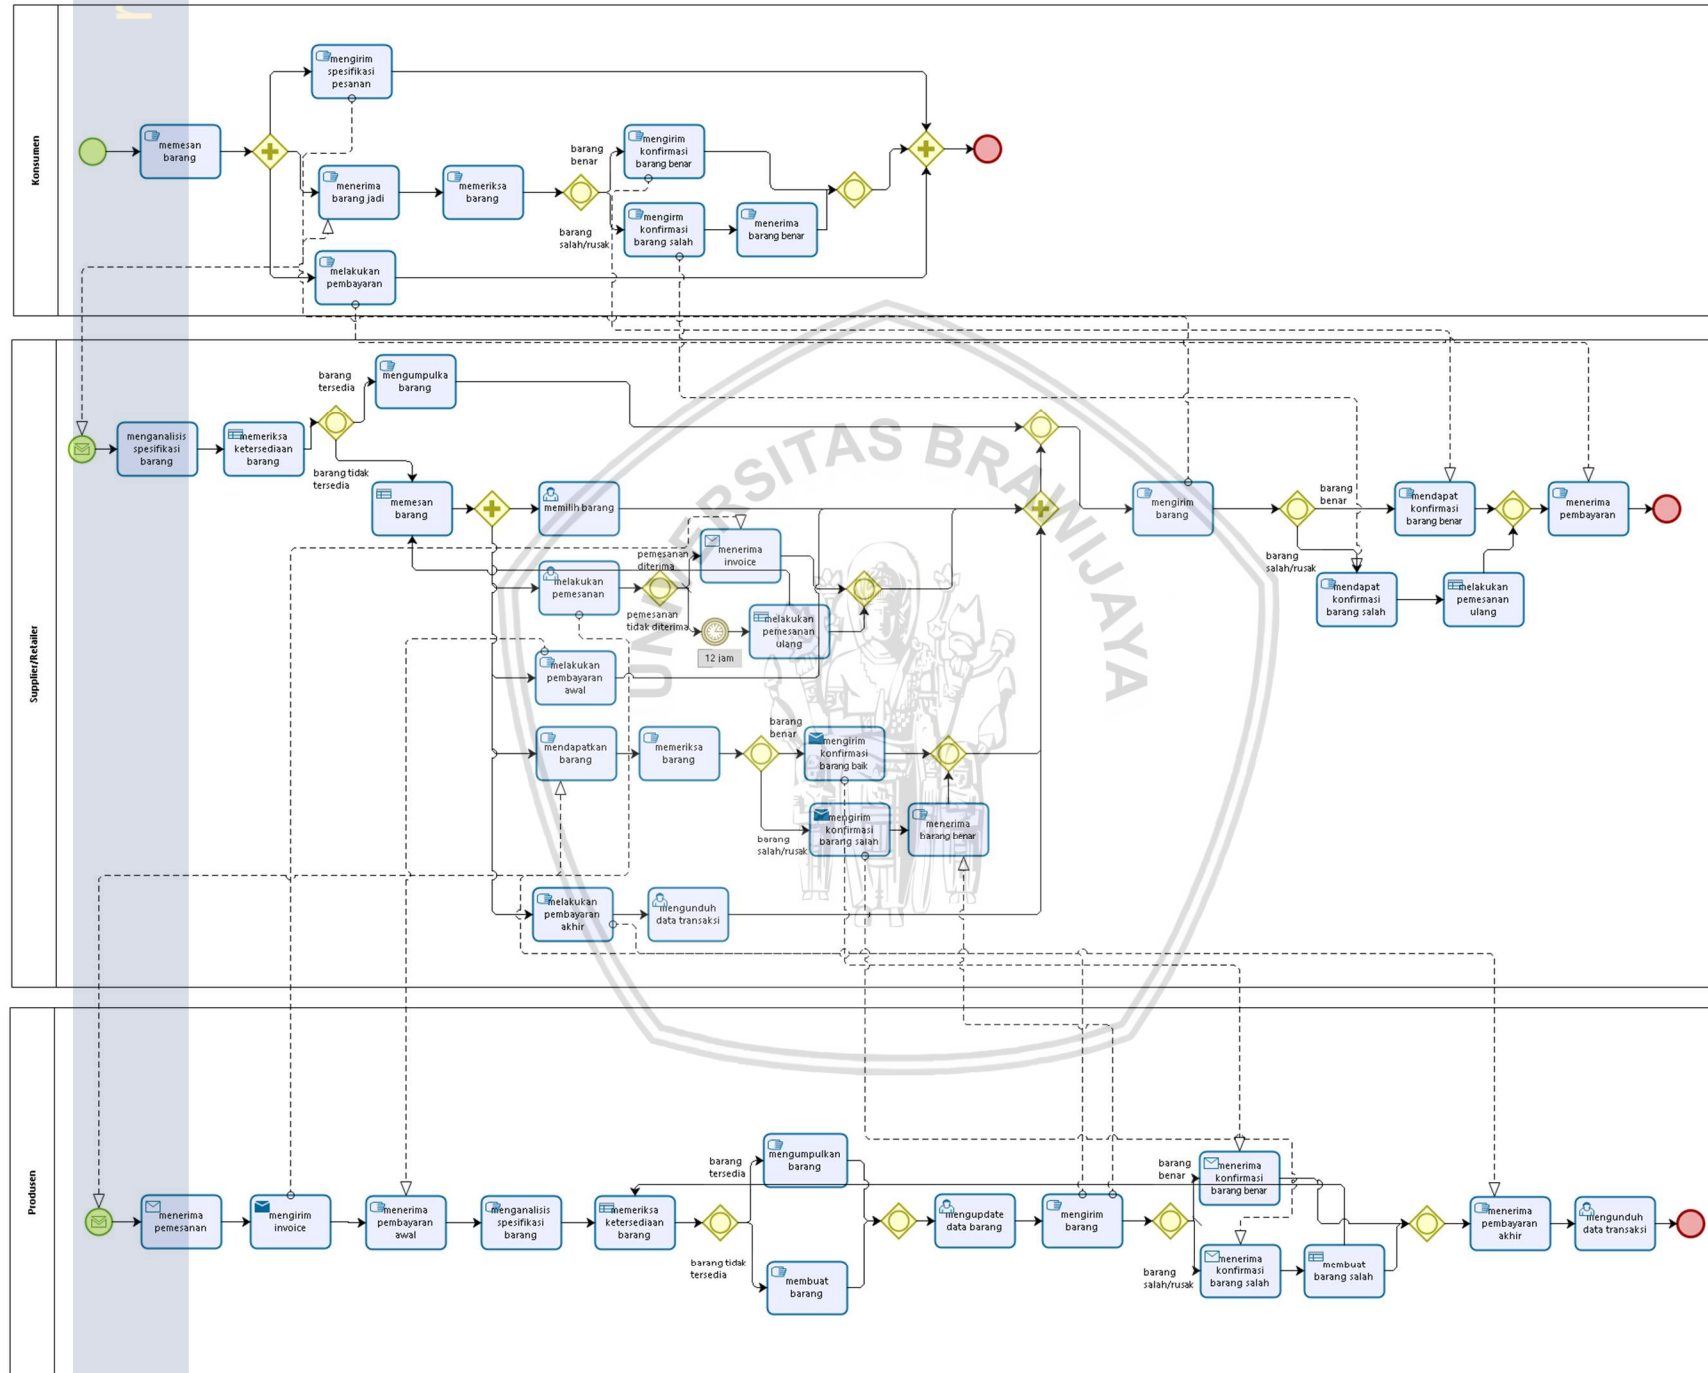 Konsumen
mengirim
spesifikasi
pesanan
memesan
barang
menerima
barang jadi
memeriksa
barang
barang
benar
barang
salah/rusak
mengirim
konfirmasi
barang benar
mengirm
konfirmasi
barang salah
menerima
barang benar
melakukan
pembayaran
Supplier/Retailer
menganalisis
spesifikasi
barang
memeriksa
ketersediaan
barang
barang
tersedia
barang tidak
tersedia
mengumpulka
barang
memesan
barang
memilih barang
melakukan
pemesanan
pemesanan
diterima
pemesanan
tidak diterima
menerima
invoice
12 jam
melakukan
pemesanan
ulang
melakukan
pembayaran
awal
mendapatkan
barang
memeriksa
barang
barang
benar
barang
salah/rusak
mengirim
konfirmasi
barang baik
mengirim
konfirmasi
barang salah
menerima
barang benar
melakukan
pembayaran
akhir
mengunduh
data transaksi
mengirim
barang
barang
benar
barang
salah/rusak
mendapat
konfirmasi
barang benar
mendapat
konfirmasi
barang salah
melakukan
pemesanan
ulang
menerima
pembayaran
UNIVERSITAS BRAWIJAYA
Produsen
menerima
pemesanan
mengirim
invoice
menerima
pembayaran
awal
menganalisis
spesifikasi
barang
memeriksa
ketersediaan
barang
barang
tersedia
barang tidak
tersedia
mengumpulkan
barang
membuat
barang
mengupdate
data barang
mengirim
barang
barang
benar
barang
salah/rusak
menerima
konfirmasi
barang benar
menerima
konfirmasi
barang salah
membuat
barang salah
menerima
pembayaran
akhir
mengunduh
data transaksi